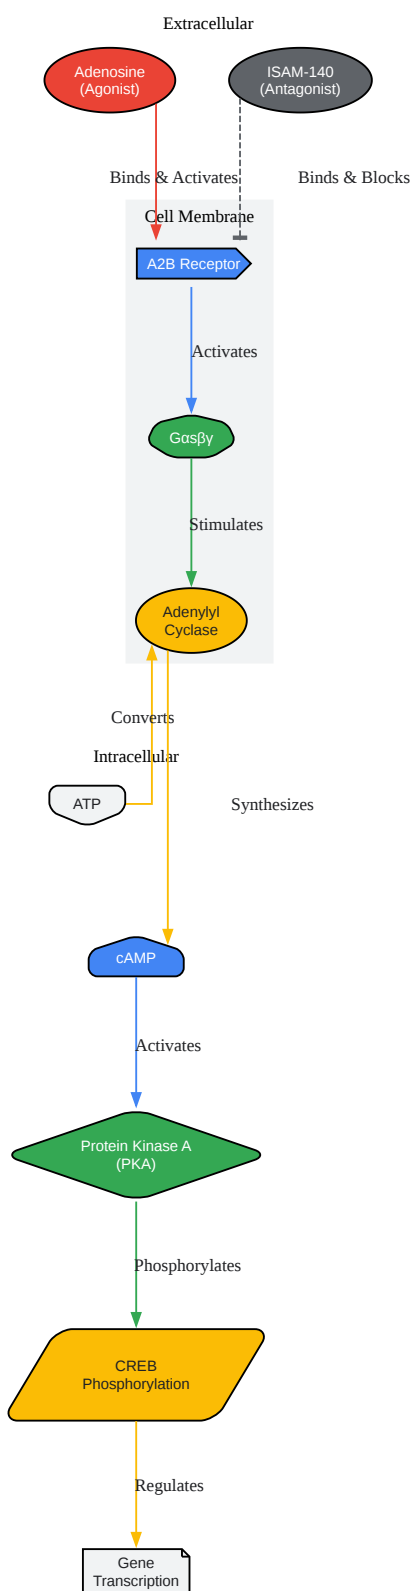 Extracellular
Adenosine
(Agonist)
ISAM-140
(Antagonist)
Binds & Activates
Binds & Blocks
Cell Membrane
A2B Receptor
Activates
Gαsβγ
Stimulates
Adenylyl
Cyclase
Converts
Intracellular
ATP
Synthesizes
cAMP
Activates
Protein Kinase A
(PKA)
Phosphorylates
CREB
Phosphorylation
Regulates
Gene
Transcription